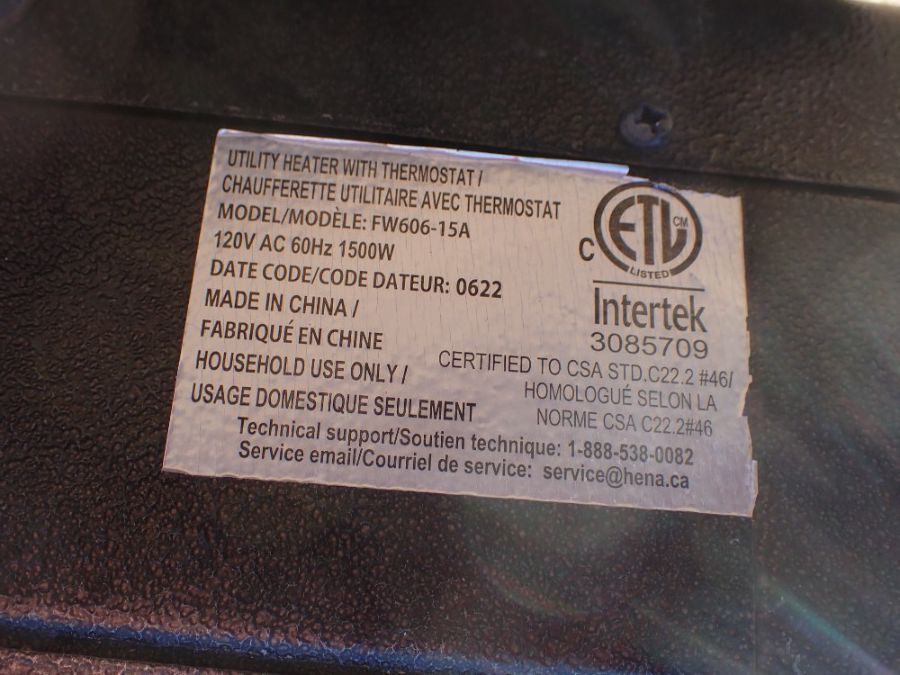 UTILITY HEATER WITH THERMOSTAT /
CHAUFFERETTE UTILITAIRE AVEC THERMOSTAT
MODEL/MODÈLE: FW606-15A
120V AC 60Hz 1500W
DATE CODE/CODE DATEUR: 0622
MADE IN CHINA /
FABRIQUÉ EN CHINE
HOUSEHOLD USE ONLY /
USAGE DOMESTIQUE SEULEMENT
C ETL CM
LISTED
Intertek
3085709
CERTIFIED TO CSA STD.C22.2 #46/
HOMOLOGUÉ SELON LA
NORME CSA C22.2#46
Technical support/Soutien technique: 1-888-538-0082
Service email/Courriel de service: service@hena.ca